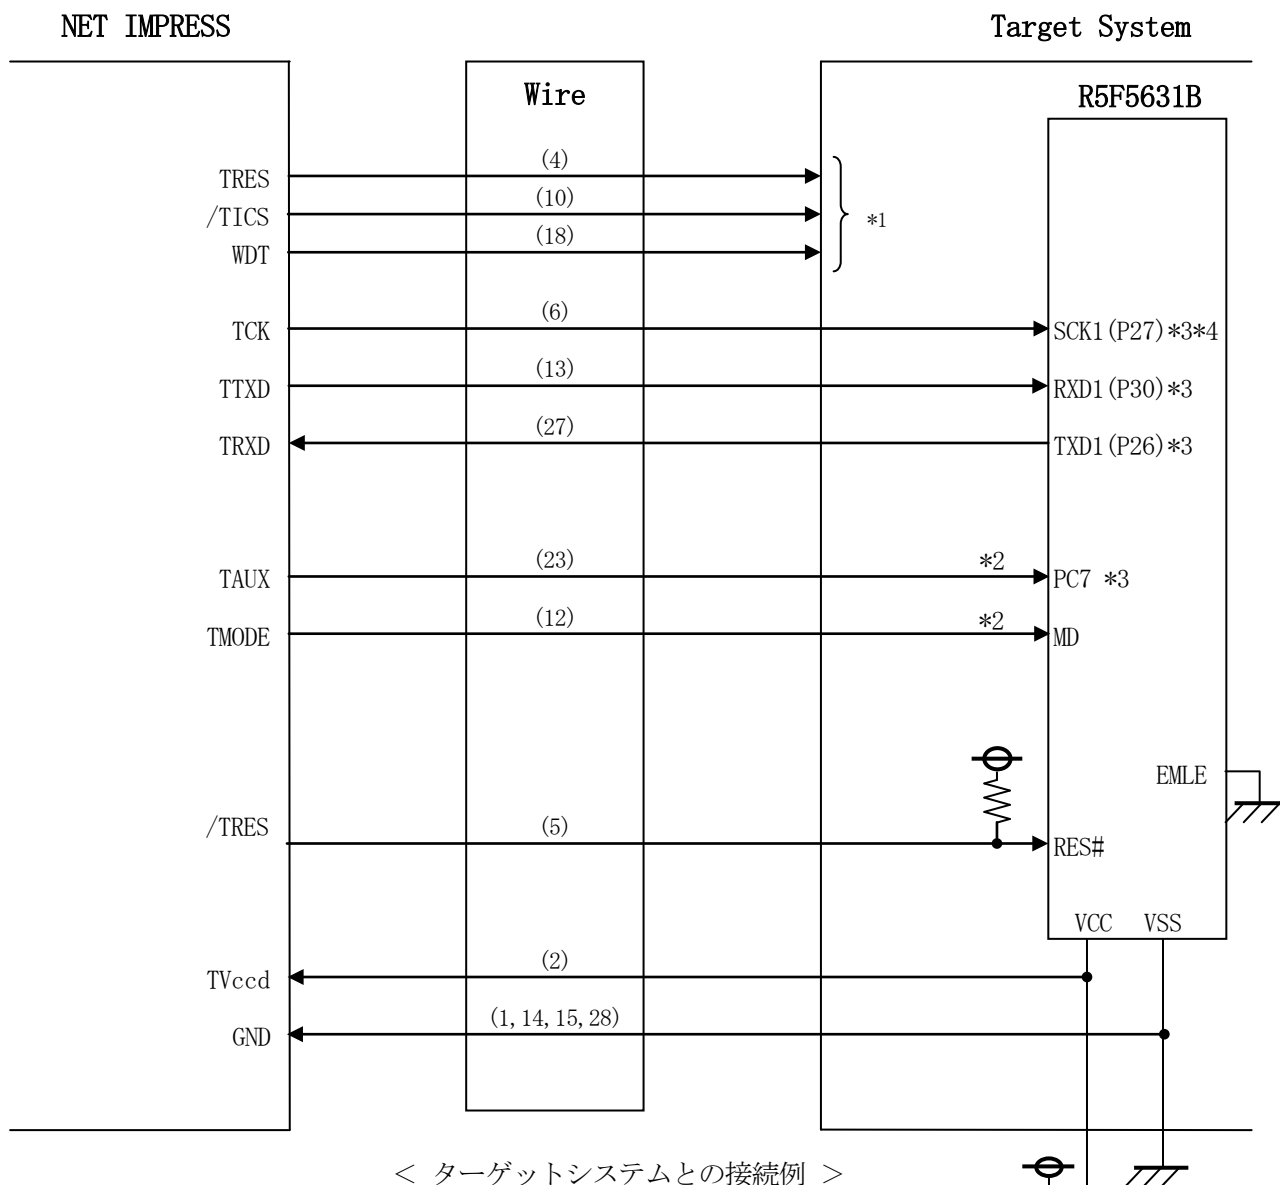 NET IMPRESS
Target System
Wire
R5F5631B
TRES (4)
/TICS (10) *1
WDT (18)
TCK (6) SCK1(P27)*3*4
TTXD (13) RXD1(P30)*3
TRXD (27) TXD1(P26)*3
TAUX (23) *2 PC7 *3
TMODE (12) *2 MD
EMLE
/TRES (5) RES#
VCC VSS
TVccd (2)
GND (1,14,15,28)
< ターゲットシステムとの接続例 >